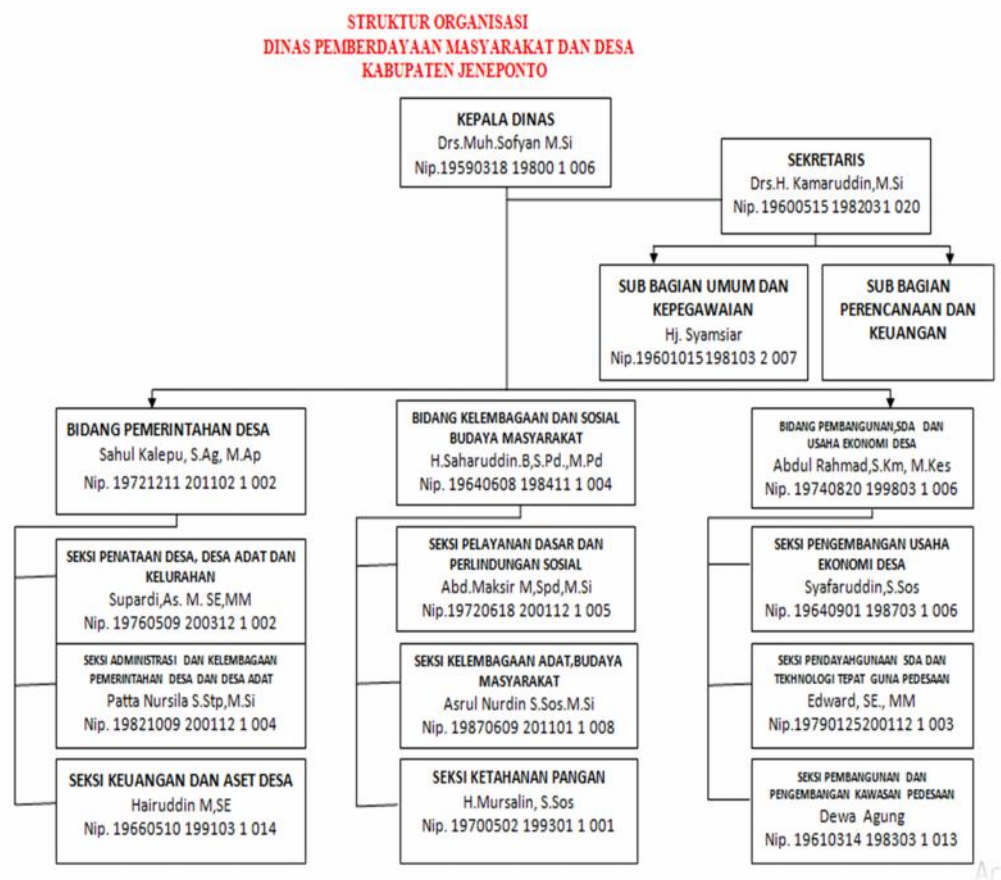 STRUKTUR ORGANISASI
DINAS PEMBERDAYAAN MASYARAKAT DAN DESA
KABUPATEN JENEPONTO
KEPALA DINAS
Drs.Muh.Sofyan M.Si
Nip.19590318 19800 1 006
SEKRETARIS
Drs.H. Kamaruddin,M.Si
Nip. 19600515 198203 1 020
SUB BAGIAN UMUM DAN
KEPEGAWAIAN
Hj. Syamsiar
Nip.19601015 198103 2 007
SUB BAGIAN
PERENCANAAN DAN
KEUANGAN
BIDANG PEMERINTAHAN DESA
Sahul Kalepu, S.Ag, M.Ap
Nip. 19721211 201102 1 002
BIDANG KELEMBAGAAN DAN SOSIAL
BUDAYA MASYARAKAT
H.Saharuddin.B,S.Pd.,M.Pd
Nip. 19640608 198411 1 004
BIDANG PEMBANGUNAN,SDA DAN
USAHA EKONOMI DESA
Abdul Rahmad,S.Km, M.Kes
Nip. 19740820 199803 1 006
SEKSI PENATAAN DESA, DESA ADAT DAN
KELURAHAN
Supardi,As. M. SE,MM
Nip. 19760509 200312 1 002
SEKSI ADMINISTRASI DAN KELEMBAGAAN
PEMERINTAHAN DESA DAN DESA ADAT
Patta Nursila S.Stp,M.Si
Nip. 19821009 200112 1 004
SEKSI KEUANGAN DAN ASET DESA
Hairuddin M,SE
Nip. 19660510 199103 1 014
SEKSI PELAYANAN DASAR DAN
PERLINDUNGAN SOSIAL
Abd.Maksir M,Spd,M.Si
Nip.19720618 200112 1 005
SEKSI KELEMBAGAAN ADAT,BUDAYA
MASYARAKAT
Asrul Nurdin S.Sos.M.Si
Nip. 19870609 201101 1 008
SEKSI KETAHANAN PANGAN
H.Mursalin, S.Sos
Nip. 19700502 199301 1 001
SEKSI PENGEMBANGAN USAHA
EKONOMI DESA
Syafaruddin,S.Sos
Nip. 19640901 198703 1 006
SEKSI PENDAYAHGUNAAN SDA DAN
TEKHNOLOGI TEPAT GUNA PEDESAAN
Edward, SE., MM
Nip.19790125200112 1 003
SEKSI PEMBANGUNAN DAN
PENGEMBANGAN KAWASAN PEDESAAN
Dewa Agung
Nip. 19610314 198303 1 013